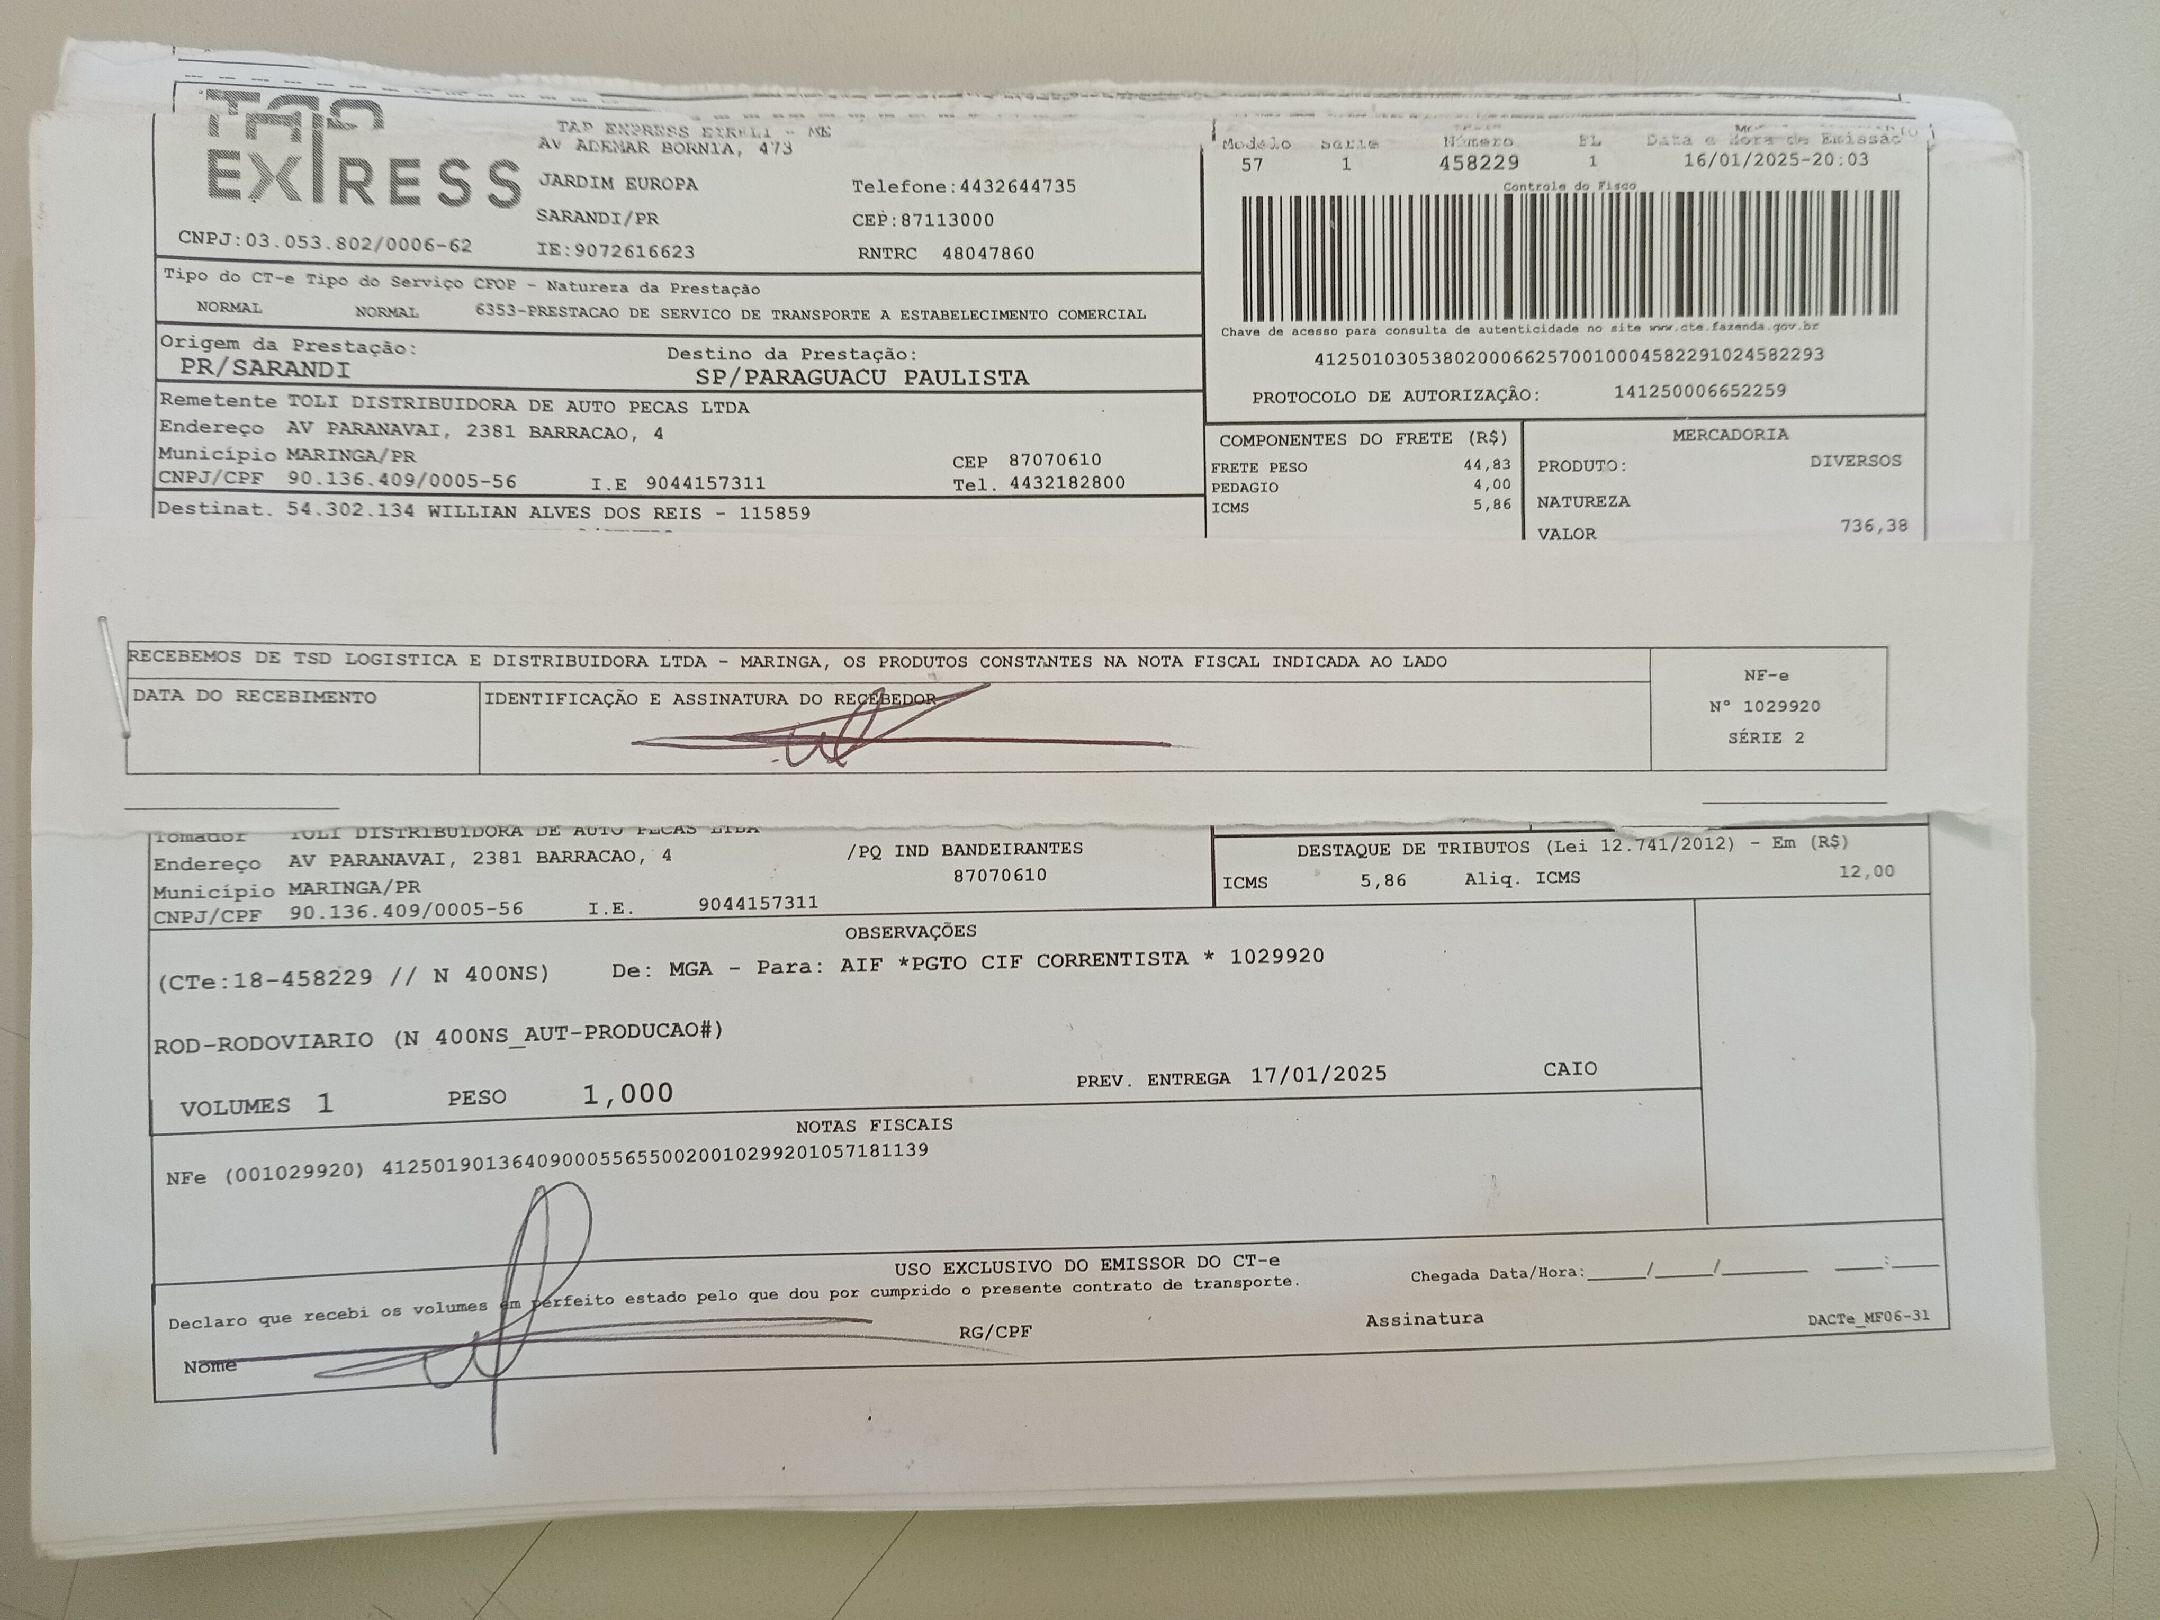 TAP
EXPRESS
TAP EXPRESS EIRELI - ME
AV ADEMAR BORNIA, 473
JARDIM EUROPA
Telefone:4432644735
SARANDI/PR
CEP:87113000
CNPJ:03.053.802/0006-62
IE:9072616623
RNTRC 48047860
Modelo Serie Número FL Data e Hora de Emissão
57 1 458229 1 16/01/2025-20:03
Controle do Fisco
Chave de acesso para consulta de autenticidade no site www.cte.fazenda.gov.br
41250103053802000662570010004582291024582293
PROTOCOLO DE AUTORIZAÇÃO: 141250006652259
Tipo do CT-e Tipo do Serviço CFOP - Natureza da Prestação
NORMAL NORMAL 6353-PRESTACAO DE SERVICO DE TRANSPORTE A ESTABELECIMENTO COMERCIAL
Origem da Prestação: Destino da Prestação:
PR/SARANDI SP/PARAGUACU PAULISTA
Remetente TOLI DISTRIBUIDORA DE AUTO PECAS LTDA
Endereço AV PARANAVAI, 2381 BARRACAO, 4
Município MARINGA/PR CEP 87070610
CNPJ/CPF 90.136.409/0005-56 I.E 9044157311 Tel. 4432182800
Destinat. 54.302.134 WILLIAN ALVES DOS REIS - 115859
COMPONENTES DO FRETE (R$)
FRETE PESO 44,83
PEDAGIO 4,00
ICMS 5,86
MERCADORIA
PRODUTO: DIVERSOS
NATUREZA
VALOR 736,38
RECEBEMOS DE TSD LOGISTICA E DISTRIBUIDORA LTDA - MARINGA, OS PRODUTOS CONSTANTES NA NOTA FISCAL INDICADA AO LADO
DATA DO RECEBIMENTO
IDENTIFICAÇÃO E ASSINATURA DO RECEBEDOR
NF-e
Nº 1029920
SÉRIE 2
Tomador TOLI DISTRIBUIDORA DE AUTO PECAS LTDA
Endereço AV PARANAVAI, 2381 BARRACAO, 4 /PQ IND BANDEIRANTES
Município MARINGA/PR 87070610
CNPJ/CPF 90.136.409/0005-56 I.E. 9044157311
DESTAQUE DE TRIBUTOS (Lei 12.741/2012) - Em (R$)
ICMS 5,86 Aliq. ICMS 12,00
OBSERVAÇÕES
(CTe:18-458229 // N 400NS) De: MGA - Para: AIF *PGTO CIF CORRENTISTA * 1029920
ROD-RODOVIARIO (N 400NS_AUT-PRODUCAO#)
VOLUMES 1 PESO 1,000 PREV. ENTREGA 17/01/2025 CAIO
NOTAS FISCAIS
NFe (001029920) 41250190136409000556550020010299201057181139
USO EXCLUSIVO DO EMISSOR DO CT-e
Declaro que recebi os volumes em perfeito estado pelo que dou por cumprido o presente contrato de transporte.
Chegada Data/Hora:____/____/______ ___:___
Nome RG/CPF Assinatura DACTe_MF06-31